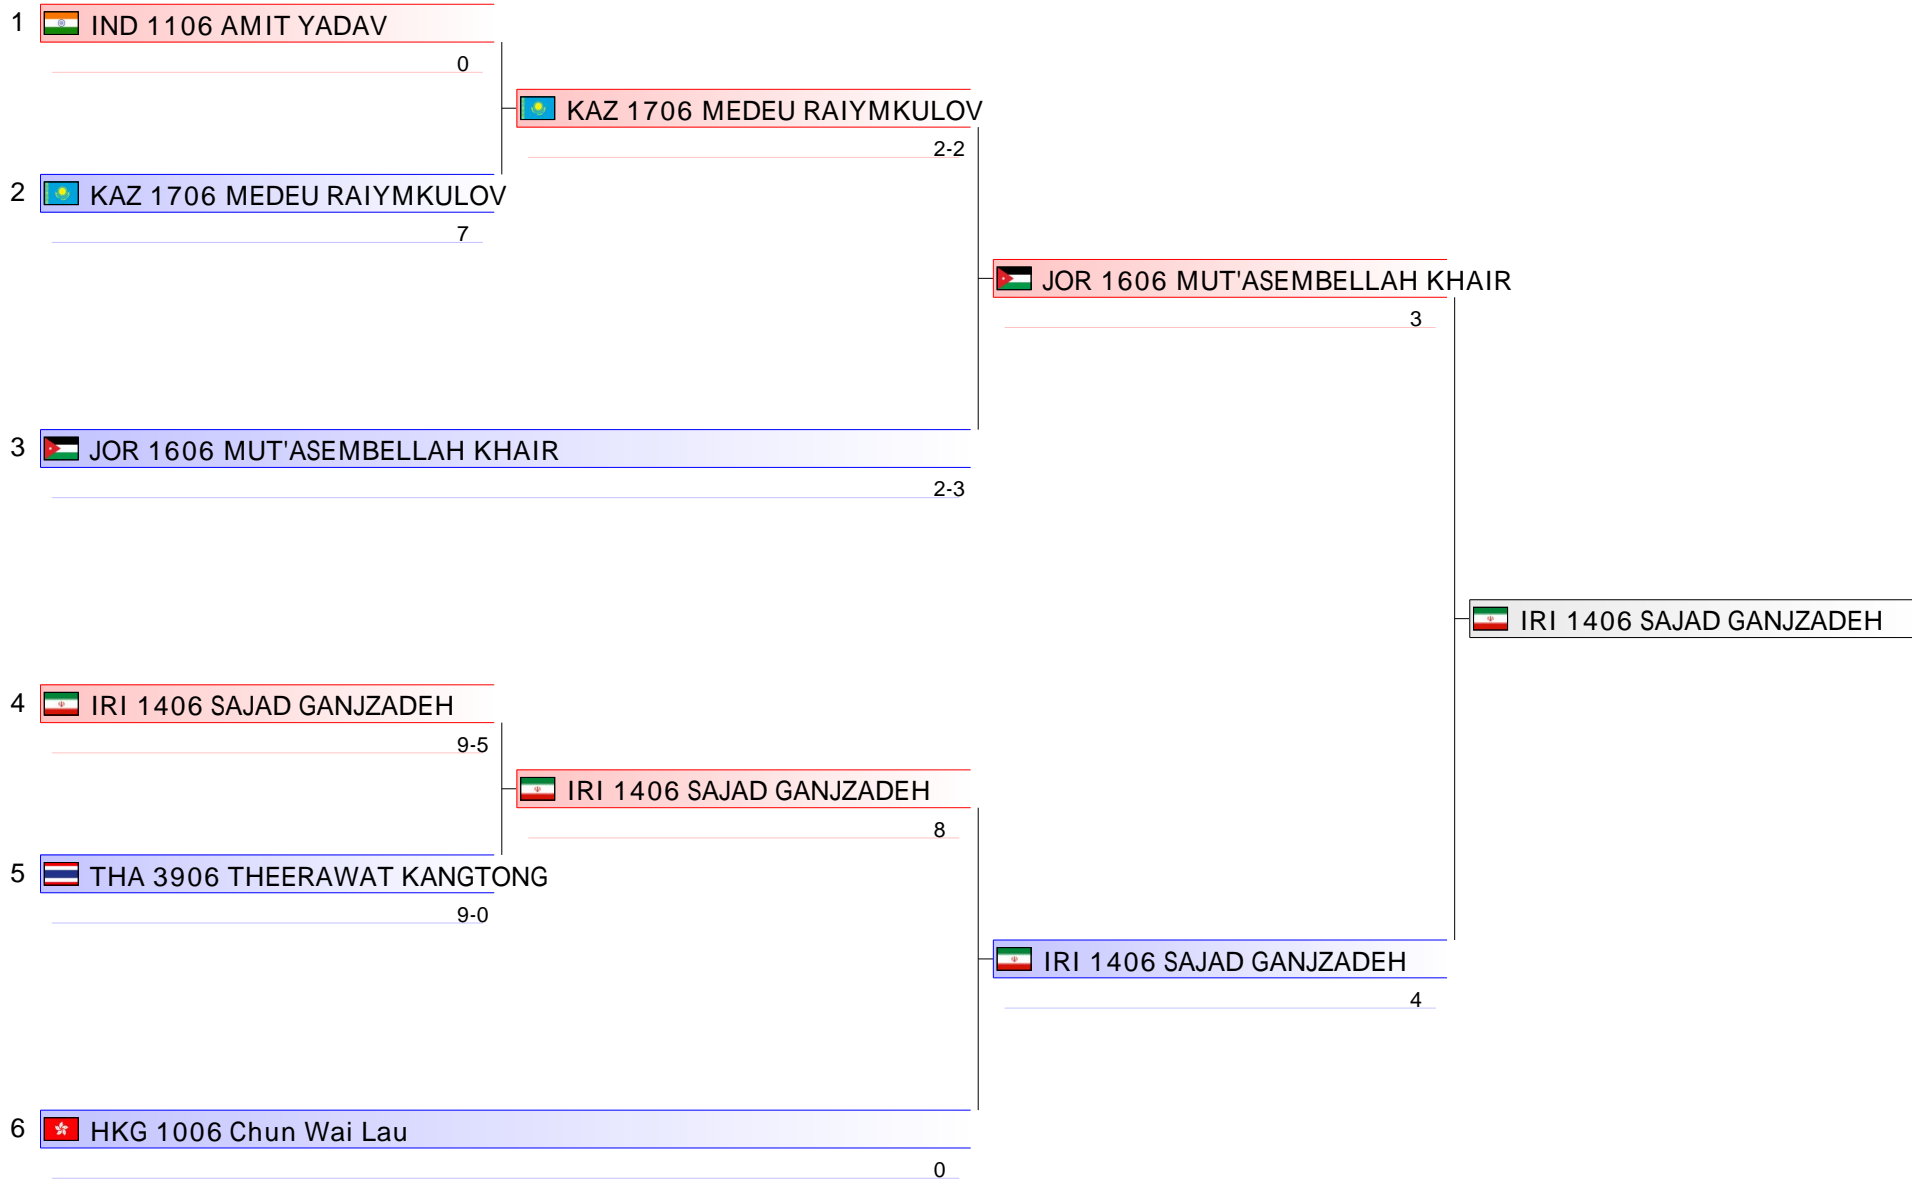 1 IND 1106 AMIT YADAV
0
KAZ 1706 MEDEU RAIYMKULOV
2-2
2 KAZ 1706 MEDEU RAIYMKULOV
7
JOR 1606 MUT'ASEMBELLAH KHAIR
3
3 JOR 1606 MUT'ASEMBELLAH KHAIR
2-3
IRI 1406 SAJAD GANJZADEH
4 IRI 1406 SAJAD GANJZADEH
9-5
IRI 1406 SAJAD GANJZADEH
8
5 THA 3906 THEERAWAT KANGTONG
9-0
IRI 1406 SAJAD GANJZADEH
4
6 HKG 1006 Chun Wai Lau
0